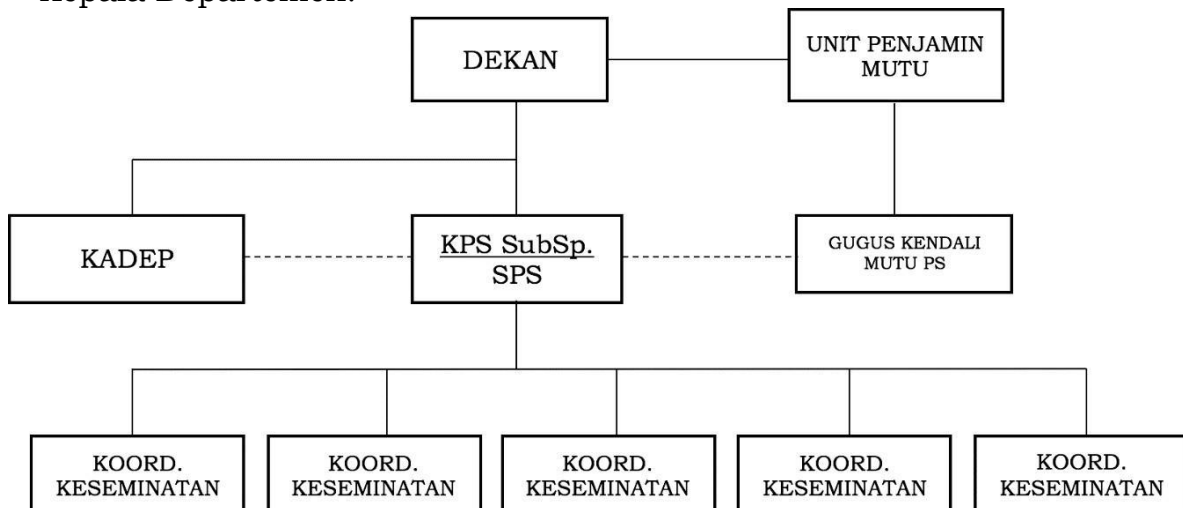 Kepala Departemen.
DEKAN
UNIT PENJAMIN
MUTU
KADEP
KPS SubSp.
SPS
GUGUS KENDALI
MUTU PS
KOORD.
KESEMINATAN
KOORD.
KESEMINATAN
KOORD.
KESEMINATAN
KOORD.
KESEMINATAN
KOORD.
KESEMINATAN